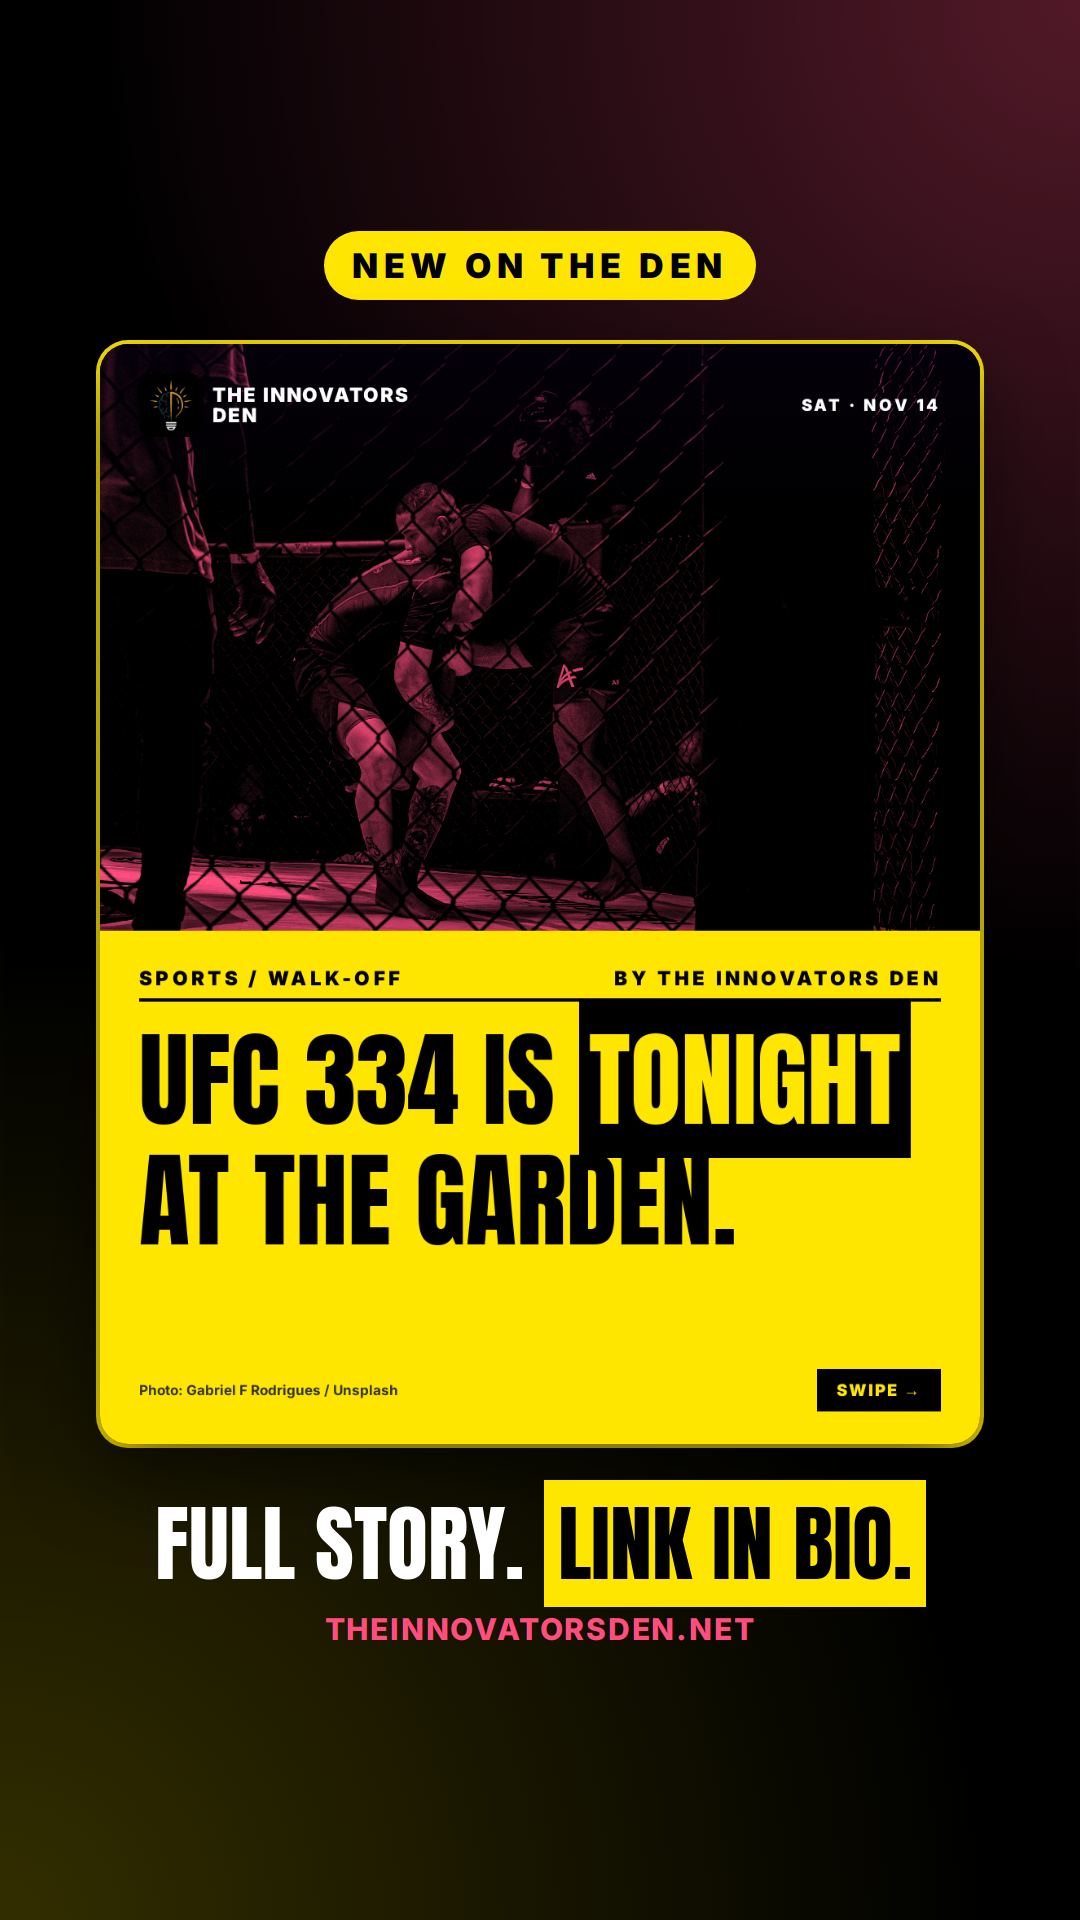 NEW ON THE DEN
THE INNOVATORS
DEN
SAT · NOV 14
SPORTS / WALK-OFF
BY THE INNOVATORS DEN
UFC 334 IS TONIGHT
AT THE GARDEN.
Photo: Gabriel F Rodrigues / Unsplash
SWIPE →
FULL STORY. LINK IN BIO.
THEINNOVATORSDEN.NET